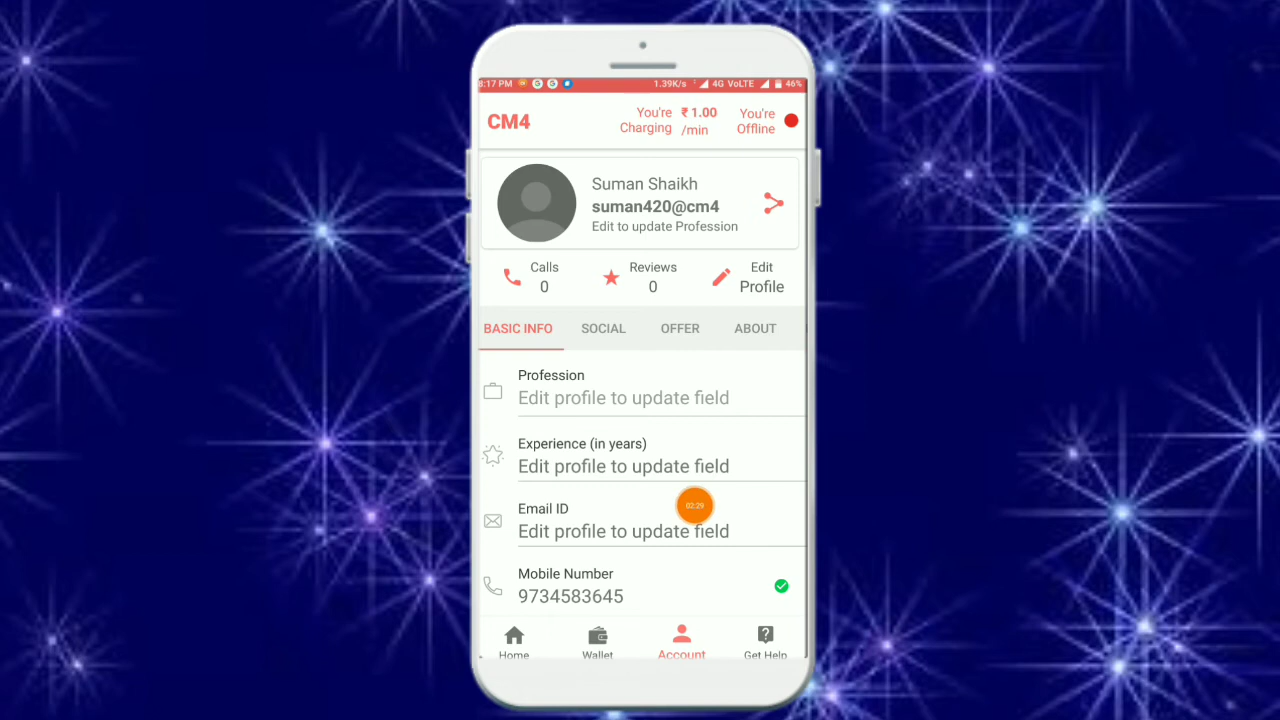 8:17 PM 1.39K/s 4G VoLTE 46%
CM4
You're Charging
₹ 1.00 /min
You're Offline
Suman Shaikh
suman420@cm4
Edit to update Profession
Calls
0
Reviews
0
Edit
Profile
BASIC INFO SOCIAL OFFER ABOUT
Profession
Edit profile to update field
Experience (in years)
Edit profile to update field
Email ID
03:29
Edit profile to update field
Mobile Number
9734583645
Home Wallet Account Get Help